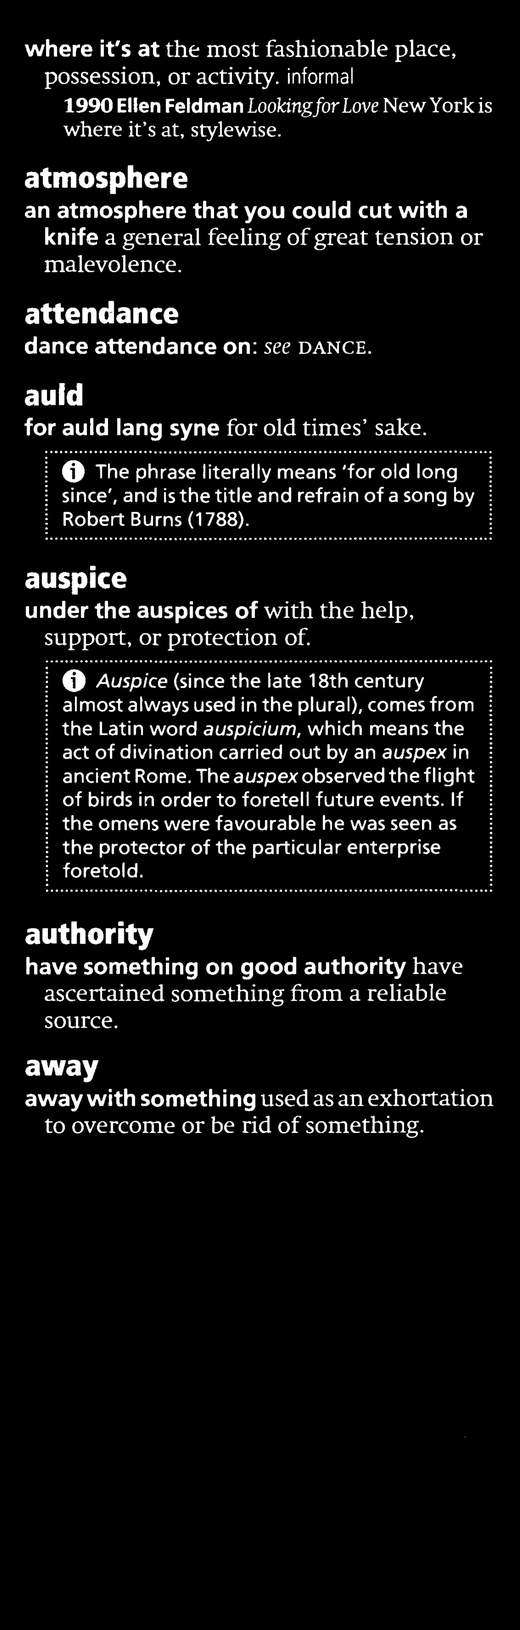 where it's at the most fashionable place,
possession, or activity. informal
1990 Ellen Feldman Looking for Love New York is
where it's at, stylewise.
atmosphere
an atmosphere that you could cut with a
knife a general feeling of great tension or
malevolence.
attendance
dance attendance on: see DANCE.
auld
for auld lang syne for old times' sake.
i The phrase literally means 'for old long
since', and is the title and refrain of a song by
Robert Burns (1788).
auspice
under the auspices of with the help,
support, or protection of.
i Auspice (since the late 18th century
almost always used in the plural), comes from
the Latin word auspicium, which means the
act of divination carried out by an auspex in
ancient Rome. The auspex observed the flight
of birds in order to foretell future events. If
the omens were favourable he was seen as
the protector of the particular enterprise
foretold.
authority
have something on good authority have
ascertained something from a reliable
source.
away
away with something used as an exhortation
to overcome or be rid of something.